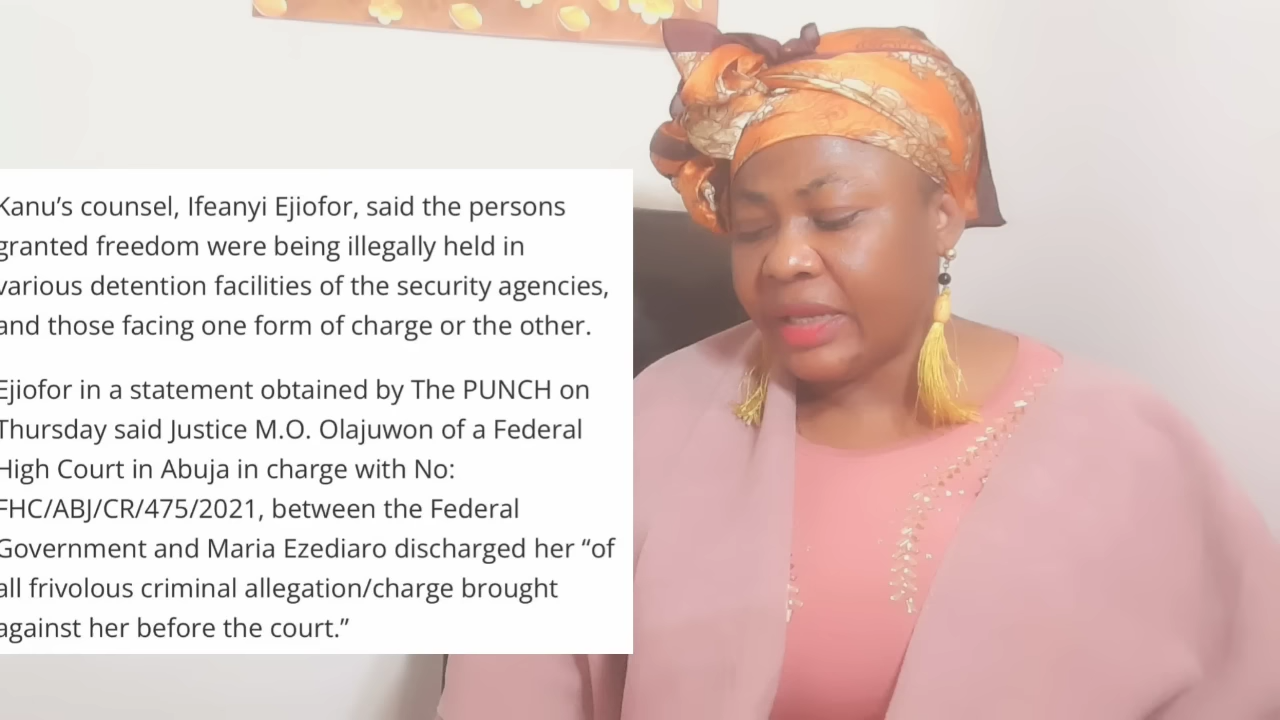 Kanu’s counsel, Ifeanyi Ejiofor, said the persons
granted freedom were being illegally held in
various detention facilities of the security agencies,
and those facing one form of charge or the other.
Ejiofor in a statement obtained by The PUNCH on
Thursday said Justice M.O. Olajuwon of a Federal
High Court in Abuja in charge with No:
FHC/ABJ/CR/475/2021, between the Federal
Government and Maria Ezediaro discharged her “of
all frivolous criminal allegation/charge brought
against her before the court.”